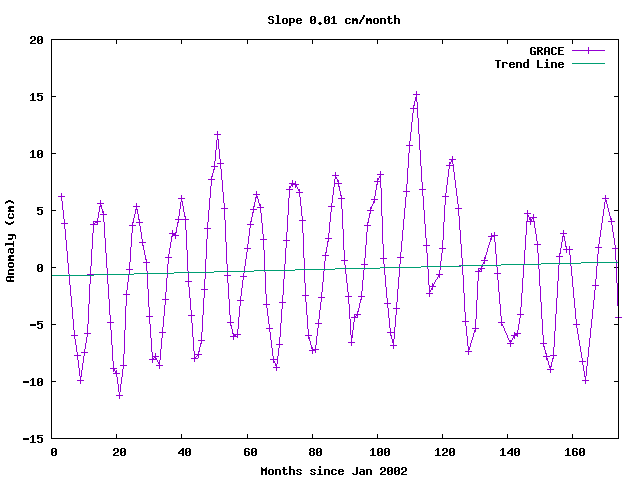 Slope 0.01 cm/month
GRACE
Trend Line
20
15
10
5
0
-5
-10
-15
Anomaly (cm)
0 20 40 60 80 100 120 140 160
Months since Jan 2002